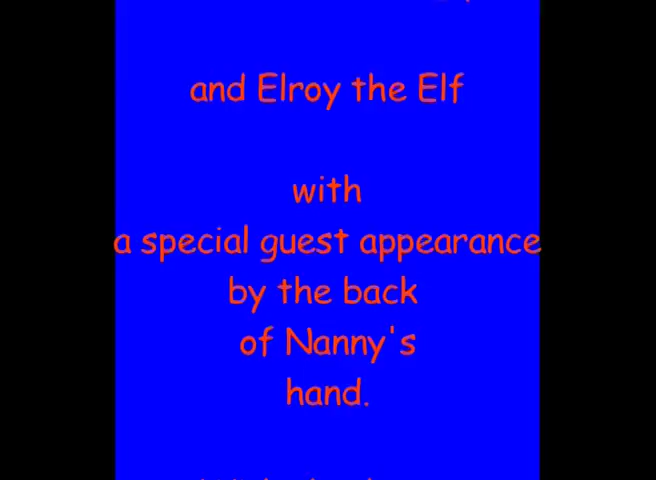 and Elroy the Elf
with
a special guest appearance
by the back
of Nanny's
hand.